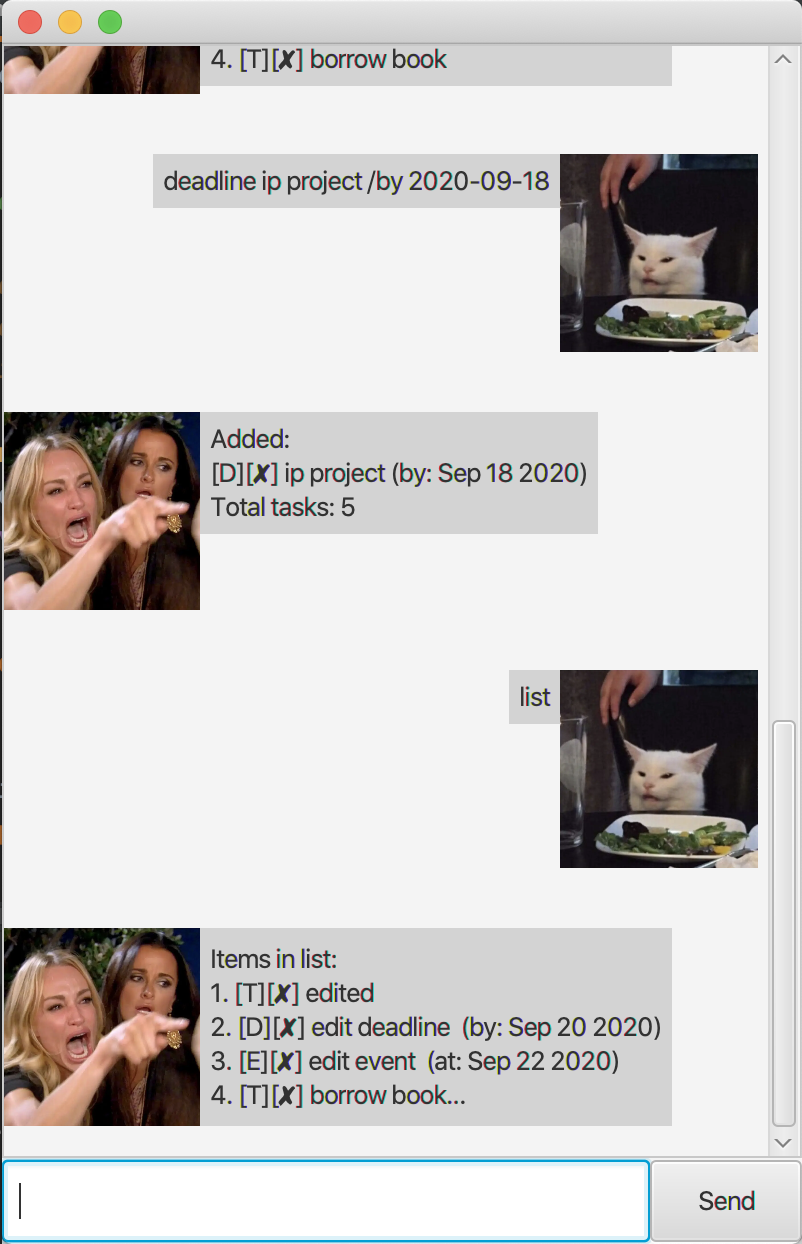 4. [T][✘] borrow book
deadline ip project /by 2020-09-18
Added:
[D][✘] ip project (by: Sep 18 2020)
Total tasks: 5
list
Items in list:
1. [T][✘] edited
2. [D][✘] edit deadline  (by: Sep 20 2020)
3. [E][✘] edit event  (at: Sep 22 2020)
4. [T][✘] borrow book...
Send